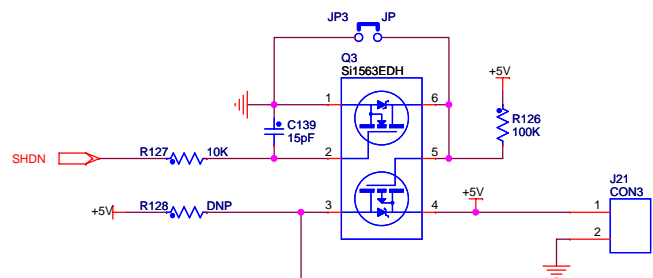 JP3 JP
Q3
Si1563EDH
+5V
1 6
C139
15pF
R126
100K
SHDN R127 10K 2 5
J21
CON3
+5V R128 DNP 3 4 +5V 1
2